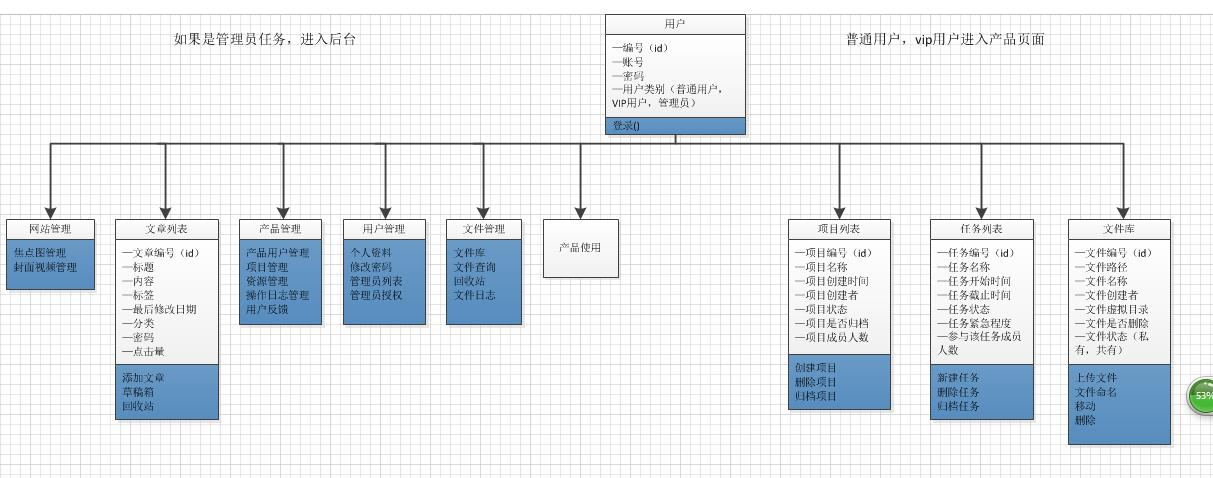 如果是管理员任务，进入后台
用户
普通用户，vip用户进入产品页面
—编号（id）
—账号
—密码
—用户类别（普通用户，
VIP用户，管理员）
登录()
网站管理
焦点图管理
封面视频管理
文章列表
—文章编号（id）
—标题
—内容
—标签
—最后修改日期
—分类
—密码
—点击量
添加文章
草稿箱
回收站
产品管理
产品用户管理
项目管理
资源管理
操作日志管理
用户反馈
用户管理
个人资料
修改密码
管理员列表
管理员授权
文件管理
文件库
文件查询
回收站
文件日志
产品使用
项目列表
—项目编号（id）
—项目名称
—项目创建时间
—项目创建者
—项目状态
—项目是否归档
—项目成员人数
创建项目
删除项目
归档项目
任务列表
—任务编号（id）
—任务名称
—任务开始时间
—任务截止时间
—任务状态
—任务紧急程度
—参与该任务成员
人数
新建任务
删除任务
归档任务
文件库
—文件编号（id）
—文件路径
—文件名称
—文件创建者
—文件虚拟目录
—文件是否删除
—文件状态（私
有，共有）
上传文件
文件命名
移动
删除
53%